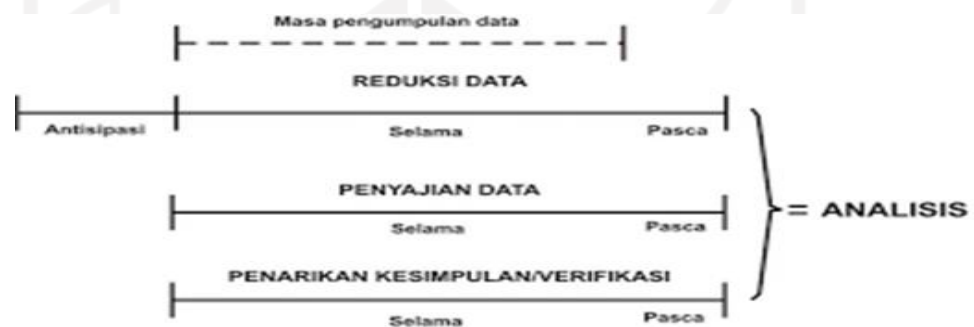 Masa pengumpulan data
REDUKSI DATA
Antisipasi Selama Pasca
PENYAJIAN DATA
= ANALISIS
Selama Pasca
PENARIKAN KESIMPULAN/VERIFIKASI
Selama Pasca